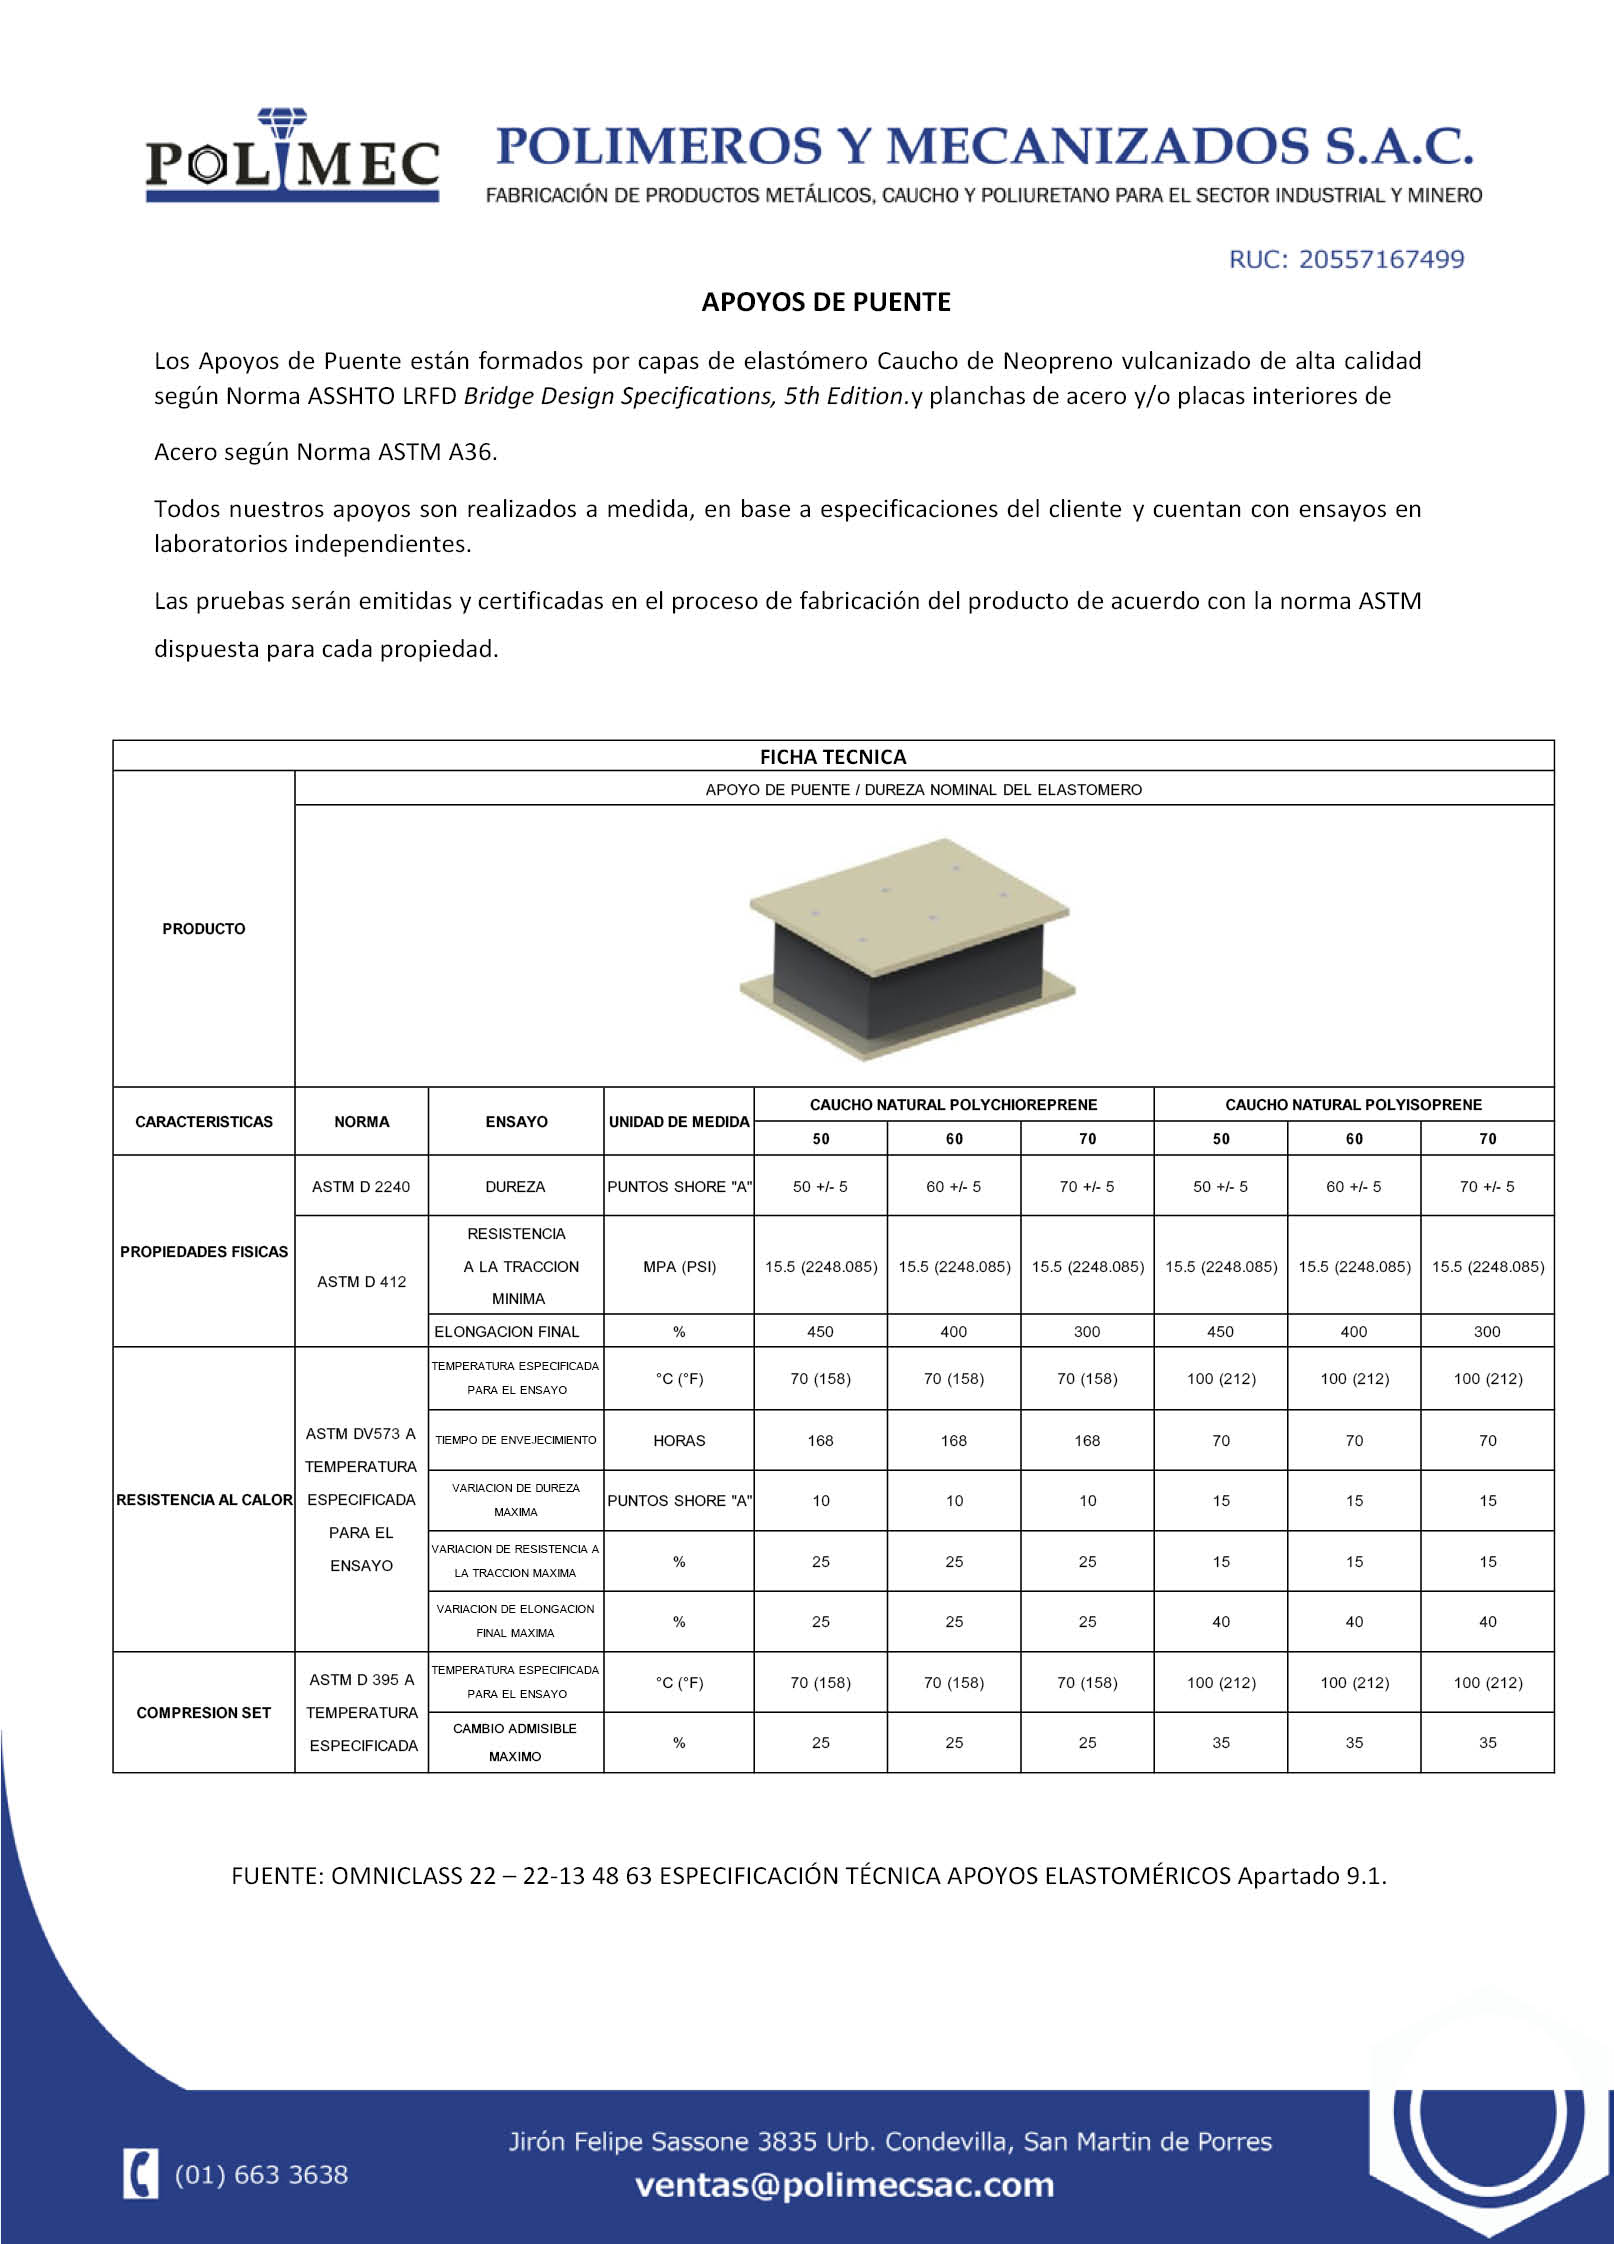 POLIMEC
POLIMEROS Y MECANIZADOS S.A.C.
FABRICACIÓN DE PRODUCTOS METÁLICOS, CAUCHO Y POLIURETANO PARA EL SECTOR INDUSTRIAL Y MINERO
RUC: 20557167499
APOYOS DE PUENTE
Los Apoyos de Puente están formados por capas de elastómero Caucho de Neopreno vulcanizado de alta calidad
según Norma ASSHTO LRFD Bridge Design Specifications, 5th Edition.y planchas de acero y/o placas interiores de
Acero según Norma ASTM A36.
Todos nuestros apoyos son realizados a medida, en base a especificaciones del cliente y cuentan con ensayos en
laboratorios independientes.
Las pruebas serán emitidas y certificadas en el proceso de fabricación del producto de acuerdo con la norma ASTM
dispuesta para cada propiedad.
FICHA TECNICA
PRODUCTO
APOYO DE PUENTE / DUREZA NOMINAL DEL ELASTOMERO
CARACTERISTICAS NORMA ENSAYO UNIDAD DE MEDIDA CAUCHO NATURAL POLYCHIOREPRENE CAUCHO NATURAL POLYISOPRENE
50 60 70 50 60 70
PROPIEDADES FISICAS
ASTM D 2240 DUREZA PUNTOS SHORE "A" 50 +/- 5 60 +/- 5 70 +/- 5 50 +/- 5 60 +/- 5 70 +/- 5
ASTM D 412
RESISTENCIA
A LA TRACCION
MINIMA
MPA (PSI) 15.5 (2248.085) 15.5 (2248.085) 15.5 (2248.085) 15.5 (2248.085) 15.5 (2248.085) 15.5 (2248.085)
ELONGACION FINAL % 450 400 300 450 400 300
RESISTENCIA AL CALOR
ASTM DV573 A
TEMPERATURA
ESPECIFICADA
PARA EL
ENSAYO
TEMPERATURA ESPECIFICADA
PARA EL ENSAYO
°C (°F) 70 (158) 70 (158) 70 (158) 100 (212) 100 (212) 100 (212)
TIEMPO DE ENVEJECIMIENTO HORAS 168 168 168 70 70 70
VARIACION DE DUREZA
MAXIMA
PUNTOS SHORE "A" 10 10 10 15 15 15
VARIACION DE RESISTENCIA A
LA TRACCION MAXIMA
% 25 25 25 15 15 15
VARIACION DE ELONGACION
FINAL MAXIMA
% 25 25 25 40 40 40
COMPRESION SET
ASTM D 395 A
TEMPERATURA
ESPECIFICADA
TEMPERATURA ESPECIFICADA
PARA EL ENSAYO
°C (°F) 70 (158) 70 (158) 70 (158) 100 (212) 100 (212) 100 (212)
CAMBIO ADMISIBLE
MAXIMO
% 25 25 25 35 35 35
FUENTE: OMNICLASS 22 – 22-13 48 63 ESPECIFICACIÓN TÉCNICA APOYOS ELASTOMÉRICOS Apartado 9.1.
Jirón Felipe Sassone 3835 Urb. Condevilla, San Martin de Porres
(01) 663 3638
ventas@polimecsac.com